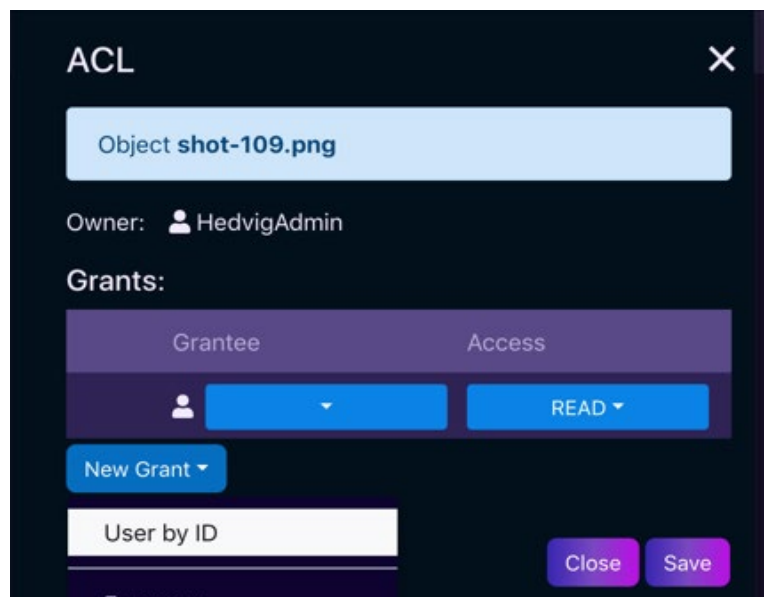 ACL
Object shot-109.png
Owner: HedvigAdmin
Grants:
Grantee Access
READ
New Grant
User by ID
Close Save